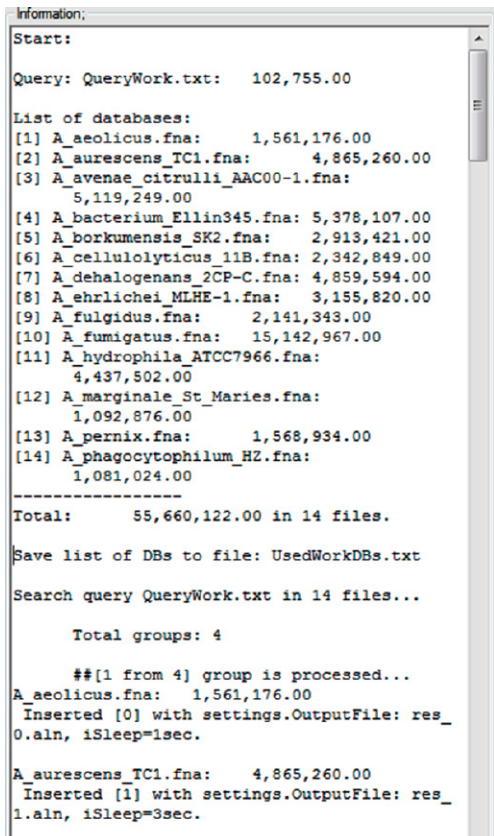 Information;
Start:
Query: QueryWork.txt: 102,755.00
List of databases:
[1] A_aeolicus.fna: 1,561,176.00
[2] A_aurescens_TC1.fna: 4,865,260.00
[3] A_avenae_citrulli_AAC00-1.fna:
5,119,249.00
[4] A_bacterium_Ellin345.fna: 5,378,107.00
[5] A_borkumensis_SK2.fna: 2,913,421.00
[6] A_cellulolyticus_11B.fna: 2,342,849.00
[7] A_dehalogenans_2CP-C.fna: 4,859,594.00
[8] A_ehrlichei_MLHE-1.fna: 3,155,820.00
[9] A_fulgidus.fna: 2,141,343.00
[10] A_fumigatus.fna: 15,142,967.00
[11] A_hydrophila_ATCC7966.fna:
4,437,502.00
[12] A_marginale_St_Maries.fna:
1,092,876.00
[13] A_pernix.fna: 1,568,934.00
[14] A_phagocytophilum_HZ.fna:
1,081,024.00
-----------------
Total: 55,660,122.00 in 14 files.
Save list of DBs to file: UsedWorkDBs.txt
Search query QueryWork.txt in 14 files...
Total groups: 4
##[1 from 4] group is processed...
A_aeolicus.fna: 1,561,176.00
Inserted [0] with settings.OutputFile: res_
0.aln, iSleep=1sec.
A_aurescens_TC1.fna: 4,865,260.00
Inserted [1] with settings.OutputFile: res_
1.aln, iSleep=3sec.